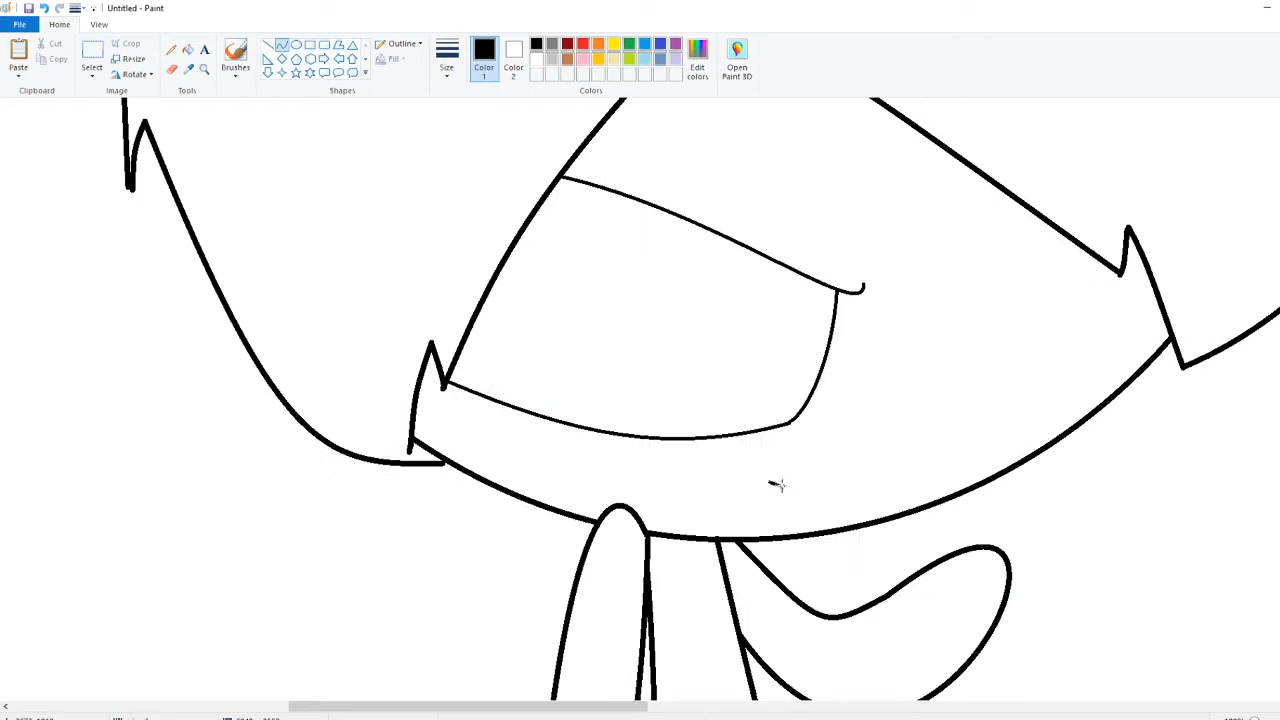 Untitled - Paint
File
Home
View
Paste
Cut
Copy
Clipboard
Select
Crop
Resize
Rotate
Image
Tools
Brushes
Outline
Fill
Shapes
Size
Color
1
Color
2
Edit
colors
Colors
Open
Paint 3D